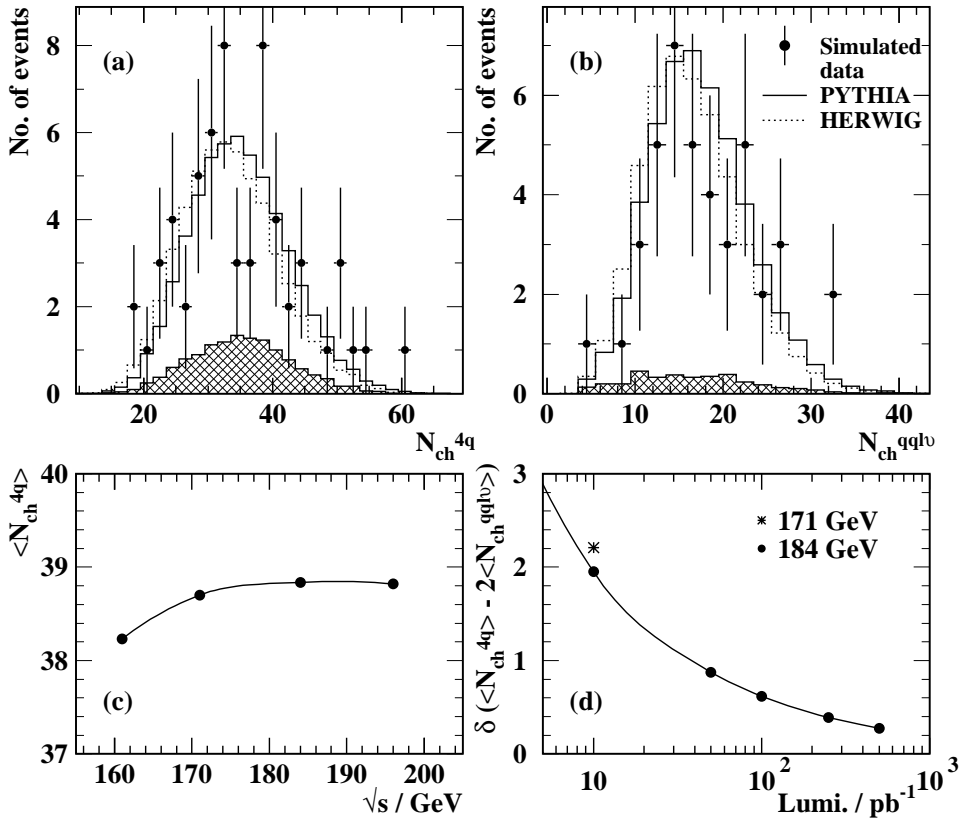 No. of events
8
6
4
2
0
(a)
20
40
60
N_ch^4q
No. of events
6
4
2
0
(b)
Simulated
data
PYTHIA
HERWIG
0
10
20
30
40
N_ch^qqlυ
<N_ch^4q>
40
39
38
37
(c)
160
170
180
190
200
√s / GeV
δ (<N_ch^4q> - 2<N_ch^qqlυ>)
3
2
1
0
(d)
171 GeV
184 GeV
10
10^2
10^3
Lumi. / pb^-1